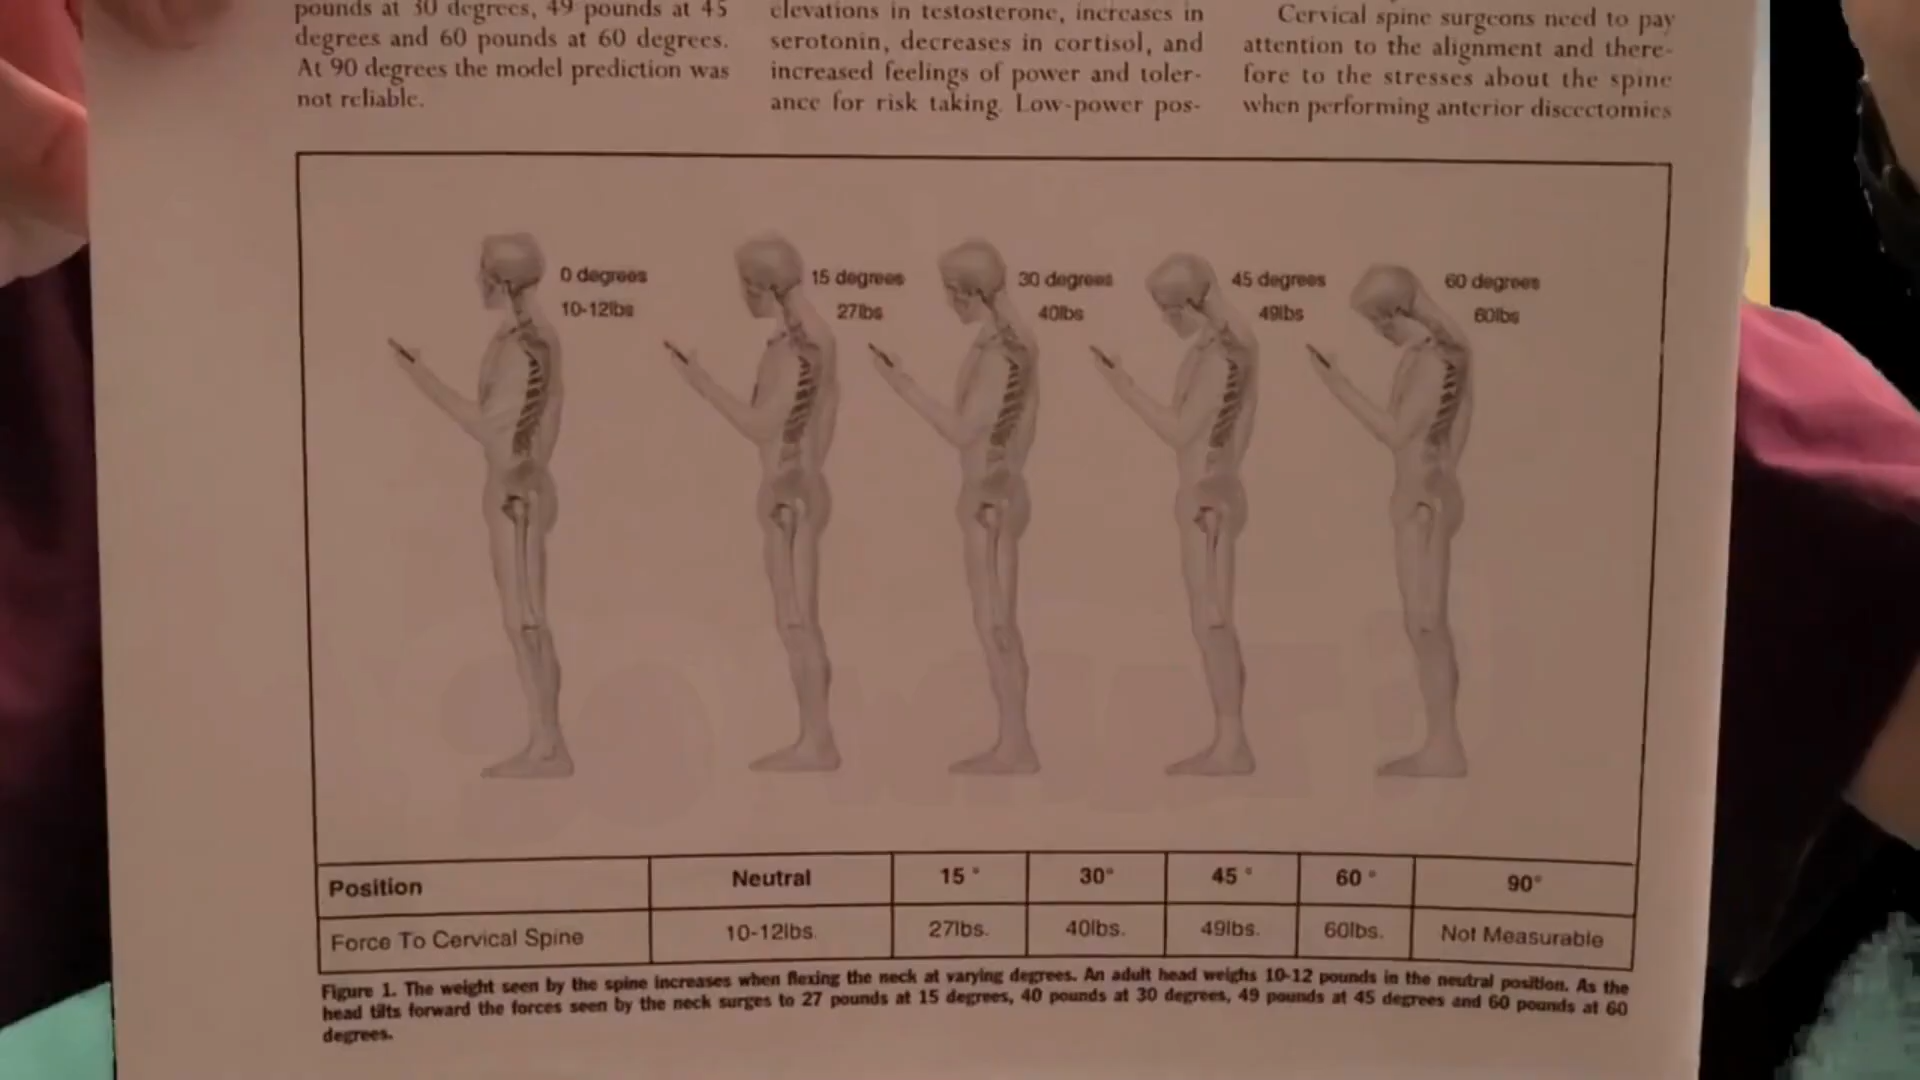 pounds at 30 degrees, 49 pounds at 45
degrees and 60 pounds at 60 degrees.
At 90 degrees the model prediction was
not reliable.
elevations in testosterone, increases in
serotonin, decreases in cortisol, and
increased feelings of power and toler-
ance for risk taking. Low-power pos-
Cervical spine surgeons need to pay
attention to the alignment and there-
fore to the stresses about the spine
when performing anterior discectomies
0 degrees
10-12lbs
15 degrees
27lbs
30 degrees
40lbs
45 degrees
49lbs
60 degrees
60lbs
Position Neutral 15 ° 30° 45 ° 60 ° 90°
Force To Cervical Spine 10-12lbs. 27lbs. 40lbs. 49lbs. 60lbs. Not Measurable
Figure 1. The weight seen by the spine increases when flexing the neck at varying degrees. An adult head weighs 10-12 pounds in the neutral position. As the
head tilts forward the forces seen by the neck surges to 27 pounds at 15 degrees, 40 pounds at 30 degrees, 49 pounds at 45 degrees and 60 pounds at 60
degrees.